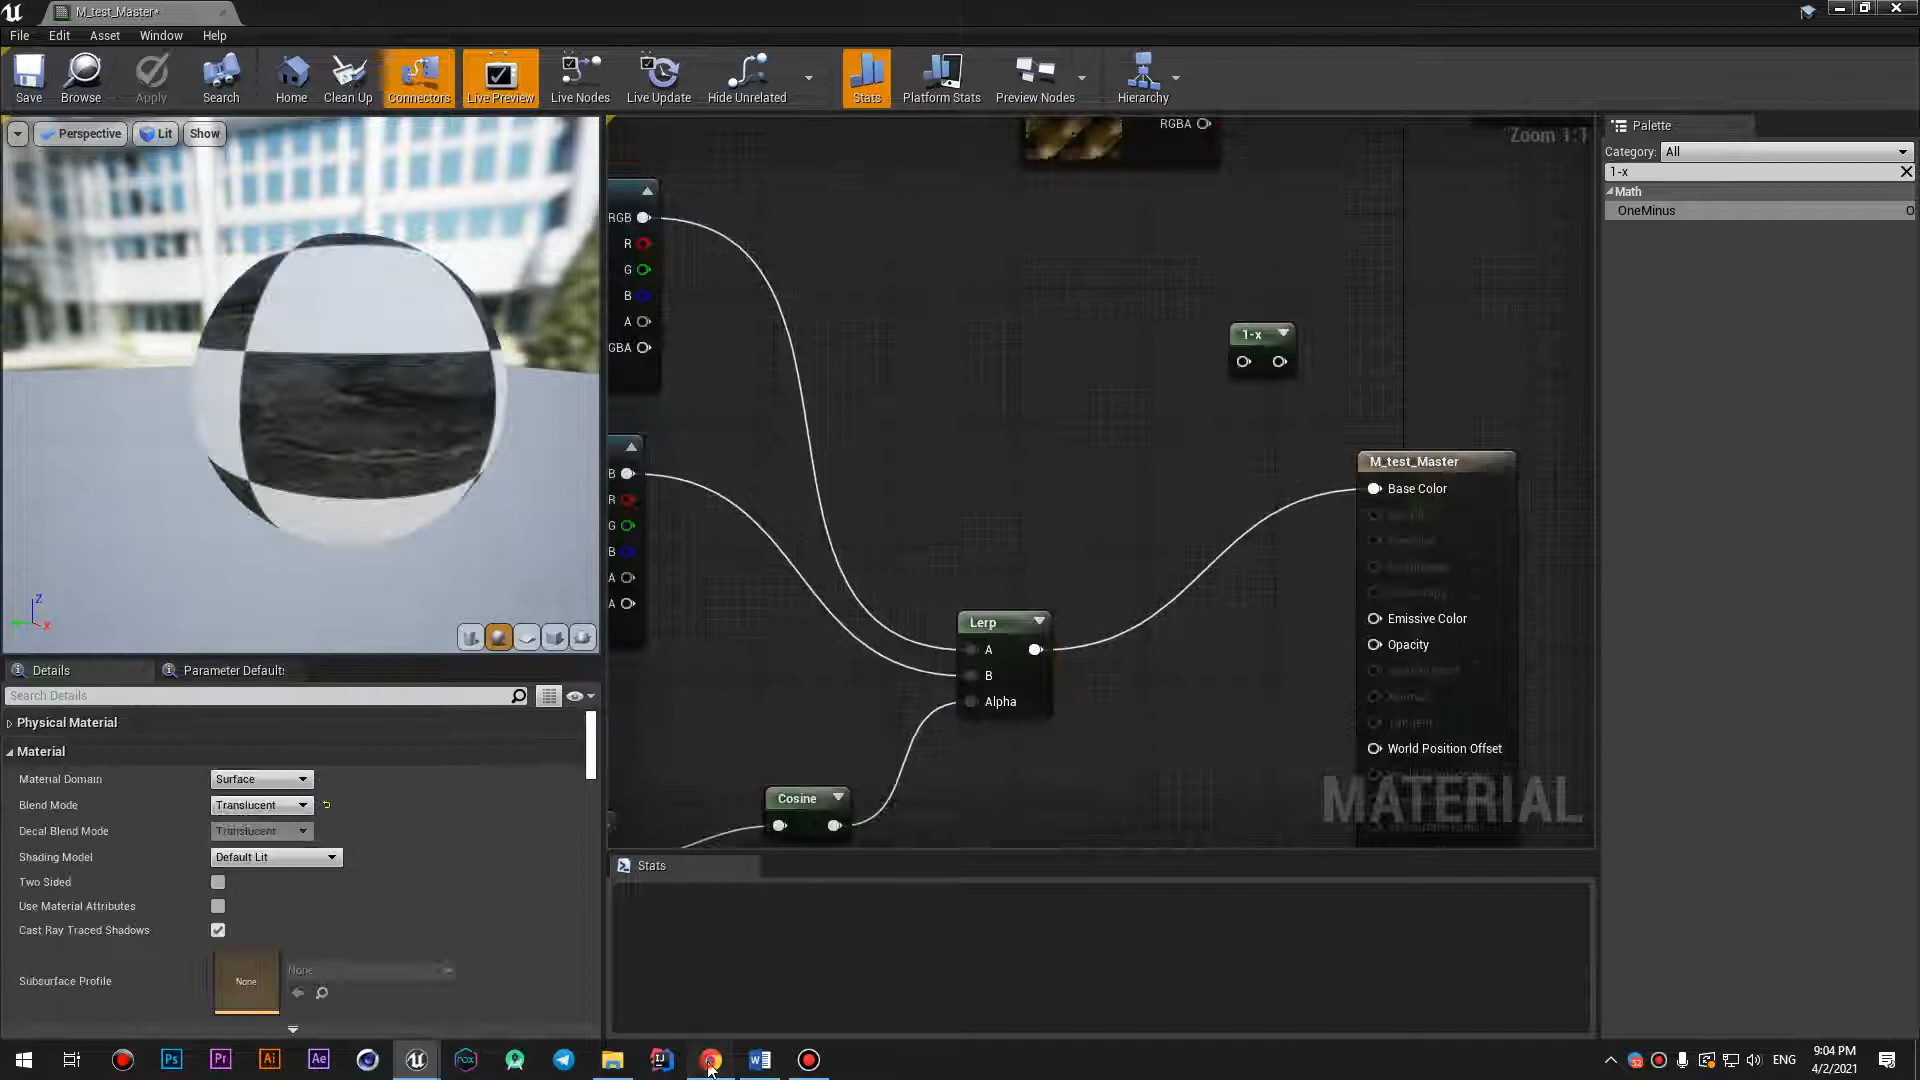 M_test_Master*
File Edit Asset Window Help
Save Browse Apply Search Home Clean Up Connectors Live Preview Live Nodes Live Update Hide Unrelated Stats Platform Stats Preview Nodes Hierarchy
Perspective Lit Show
RGBA
Zoom 1:1
Palette
Category: All
1-x
Math
OneMinus O
RGB
R
G
B
A
GBA
1-x
B
R
G
B
A
A
M_test_Master
Base Color
Emissive Color
Opacity
World Position Offset
Lerp
A
B
Alpha
Cosine
MATERIAL
Z
X
Details Parameter Default:
Search Details
Physical Material
Material
Material Domain Surface
Blend Mode Translucent
Decal Blend Mode Translucent
Shading Model Default Lit
Two Sided
Use Material Attributes
Cast Ray Traced Shadows
Subsurface Profile None None
Stats
Ps Pr Ai Ae
ENG
9:04 PM
4/2/2021